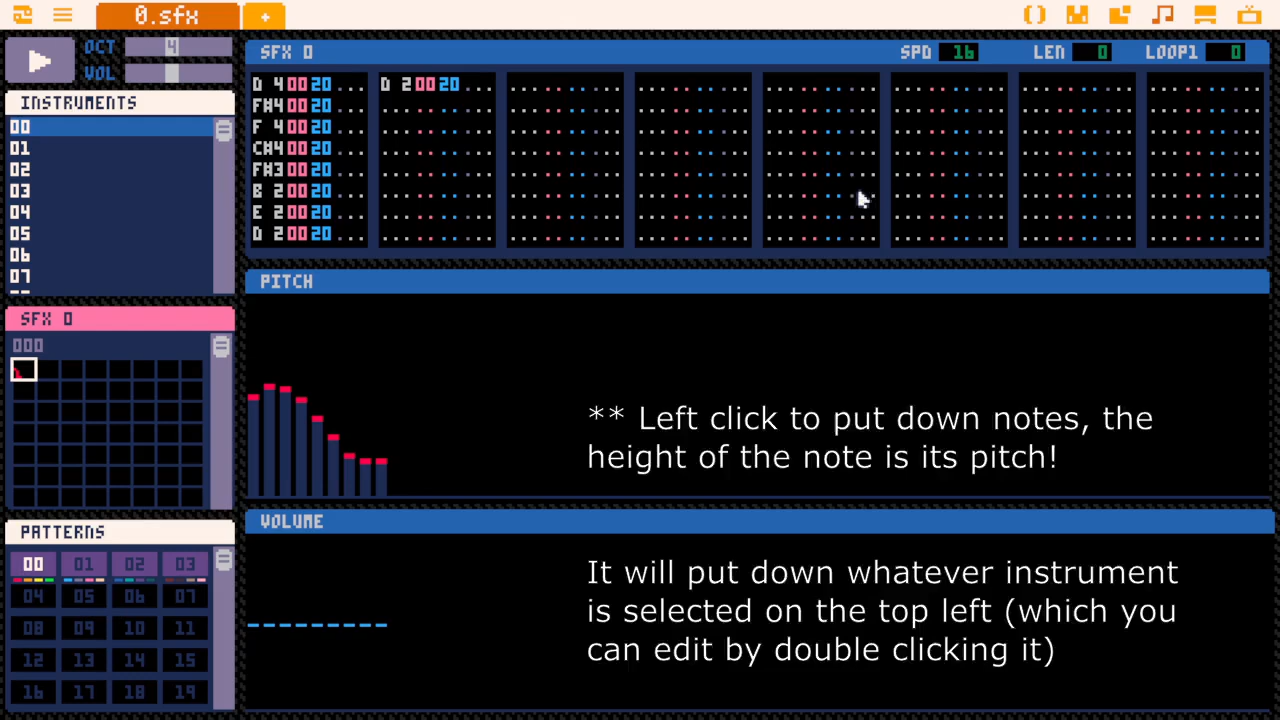 0.sfx +
OCT 4
VOL
INSTRUMENTS
00
01
02
03
04
05
06
07
SFX 0
000
PATTERNS
00 01 02 03
04 05 06 07
08 09 10 11
12 13 14 15
16 17 18 19
SFX 0 SPD 16 LEN 0 LOOP1 0
D 4 00 20 ... D 2 00 20 ...
F#4 00 20 ...
F 4 00 20 ...
C#4 00 20 ...
F#3 00 20 ...
B 2 00 20 ...
E 2 00 20 ...
D 2 00 20 ...
PITCH
** Left click to put down notes, the
height of the note is its pitch!
VOLUME
It will put down whatever instrument
is selected on the top left (which you
can edit by double clicking it)